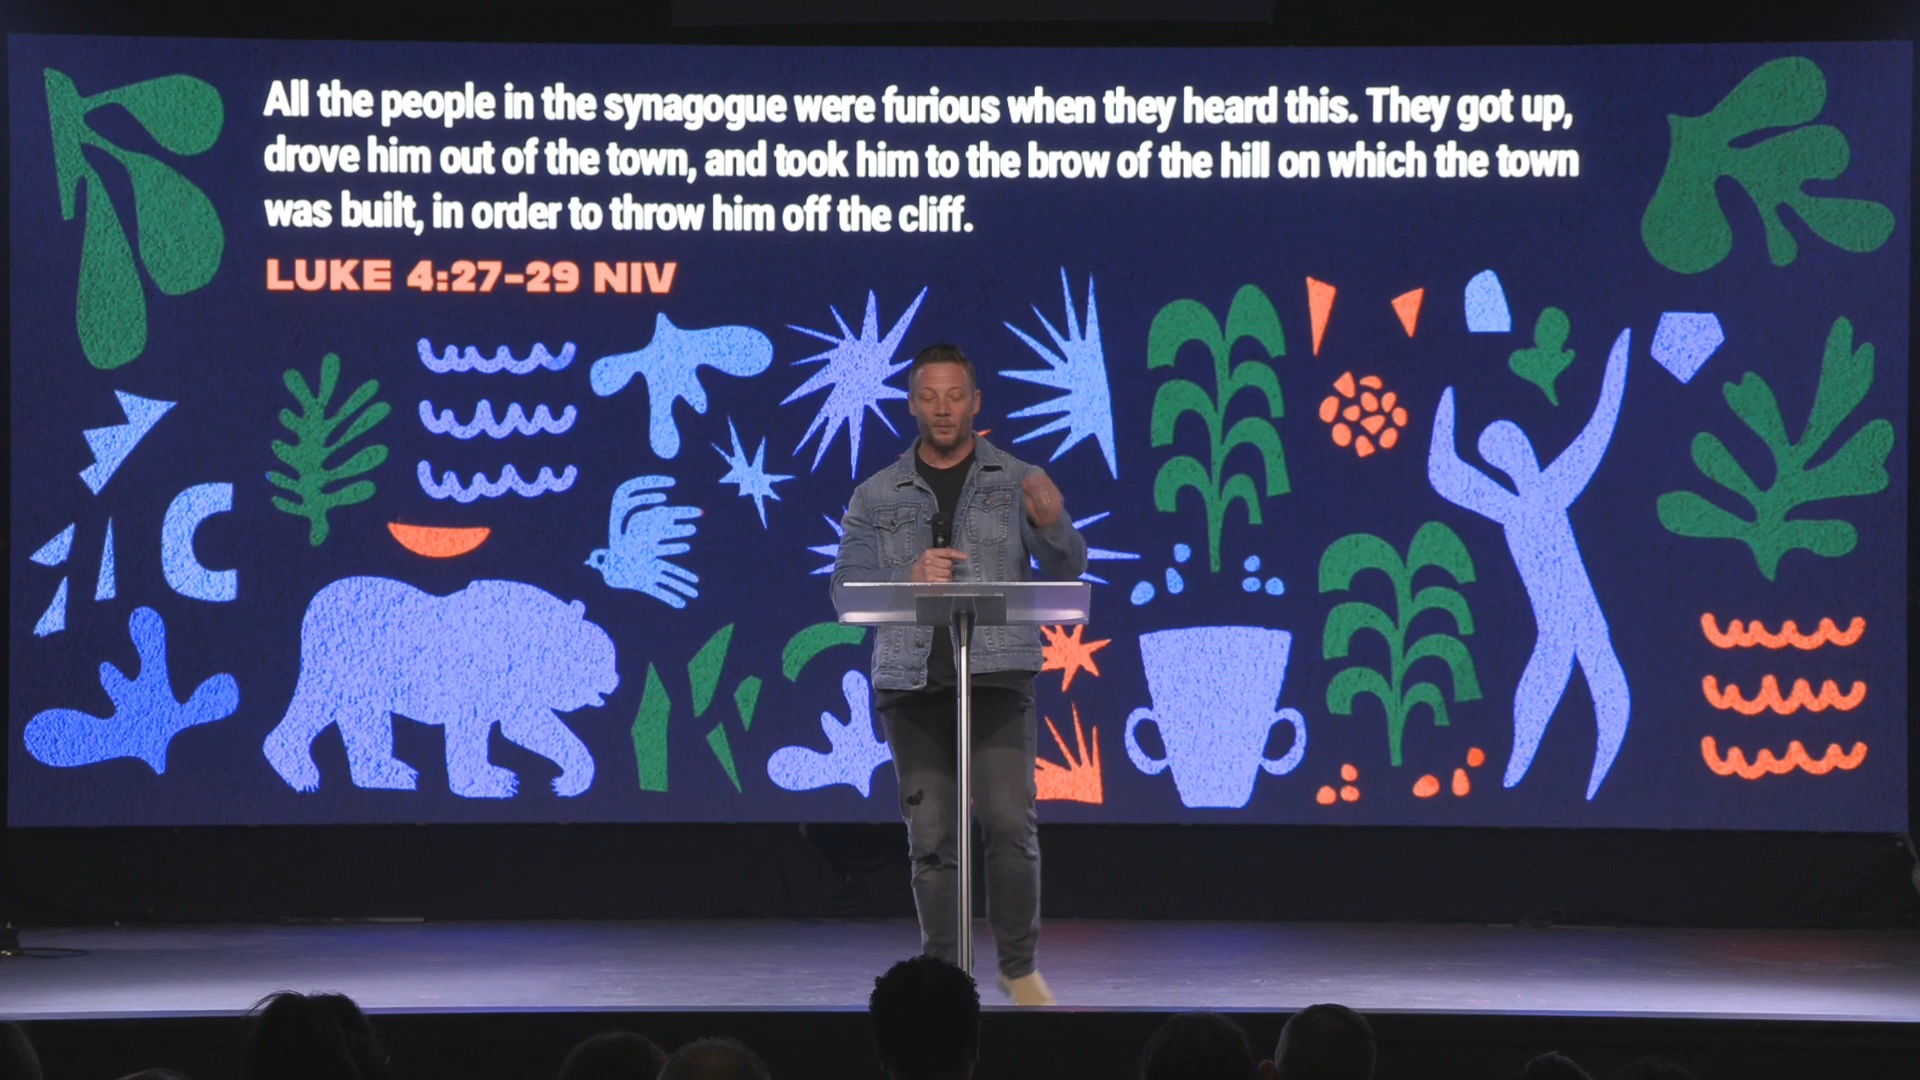 All the people in the synagogue were furious when they heard this. They got up,
drove him out of the town, and took him to the brow of the hill on which the town
was built, in order to throw him off the cliff.
LUKE 4:27-29 NIV